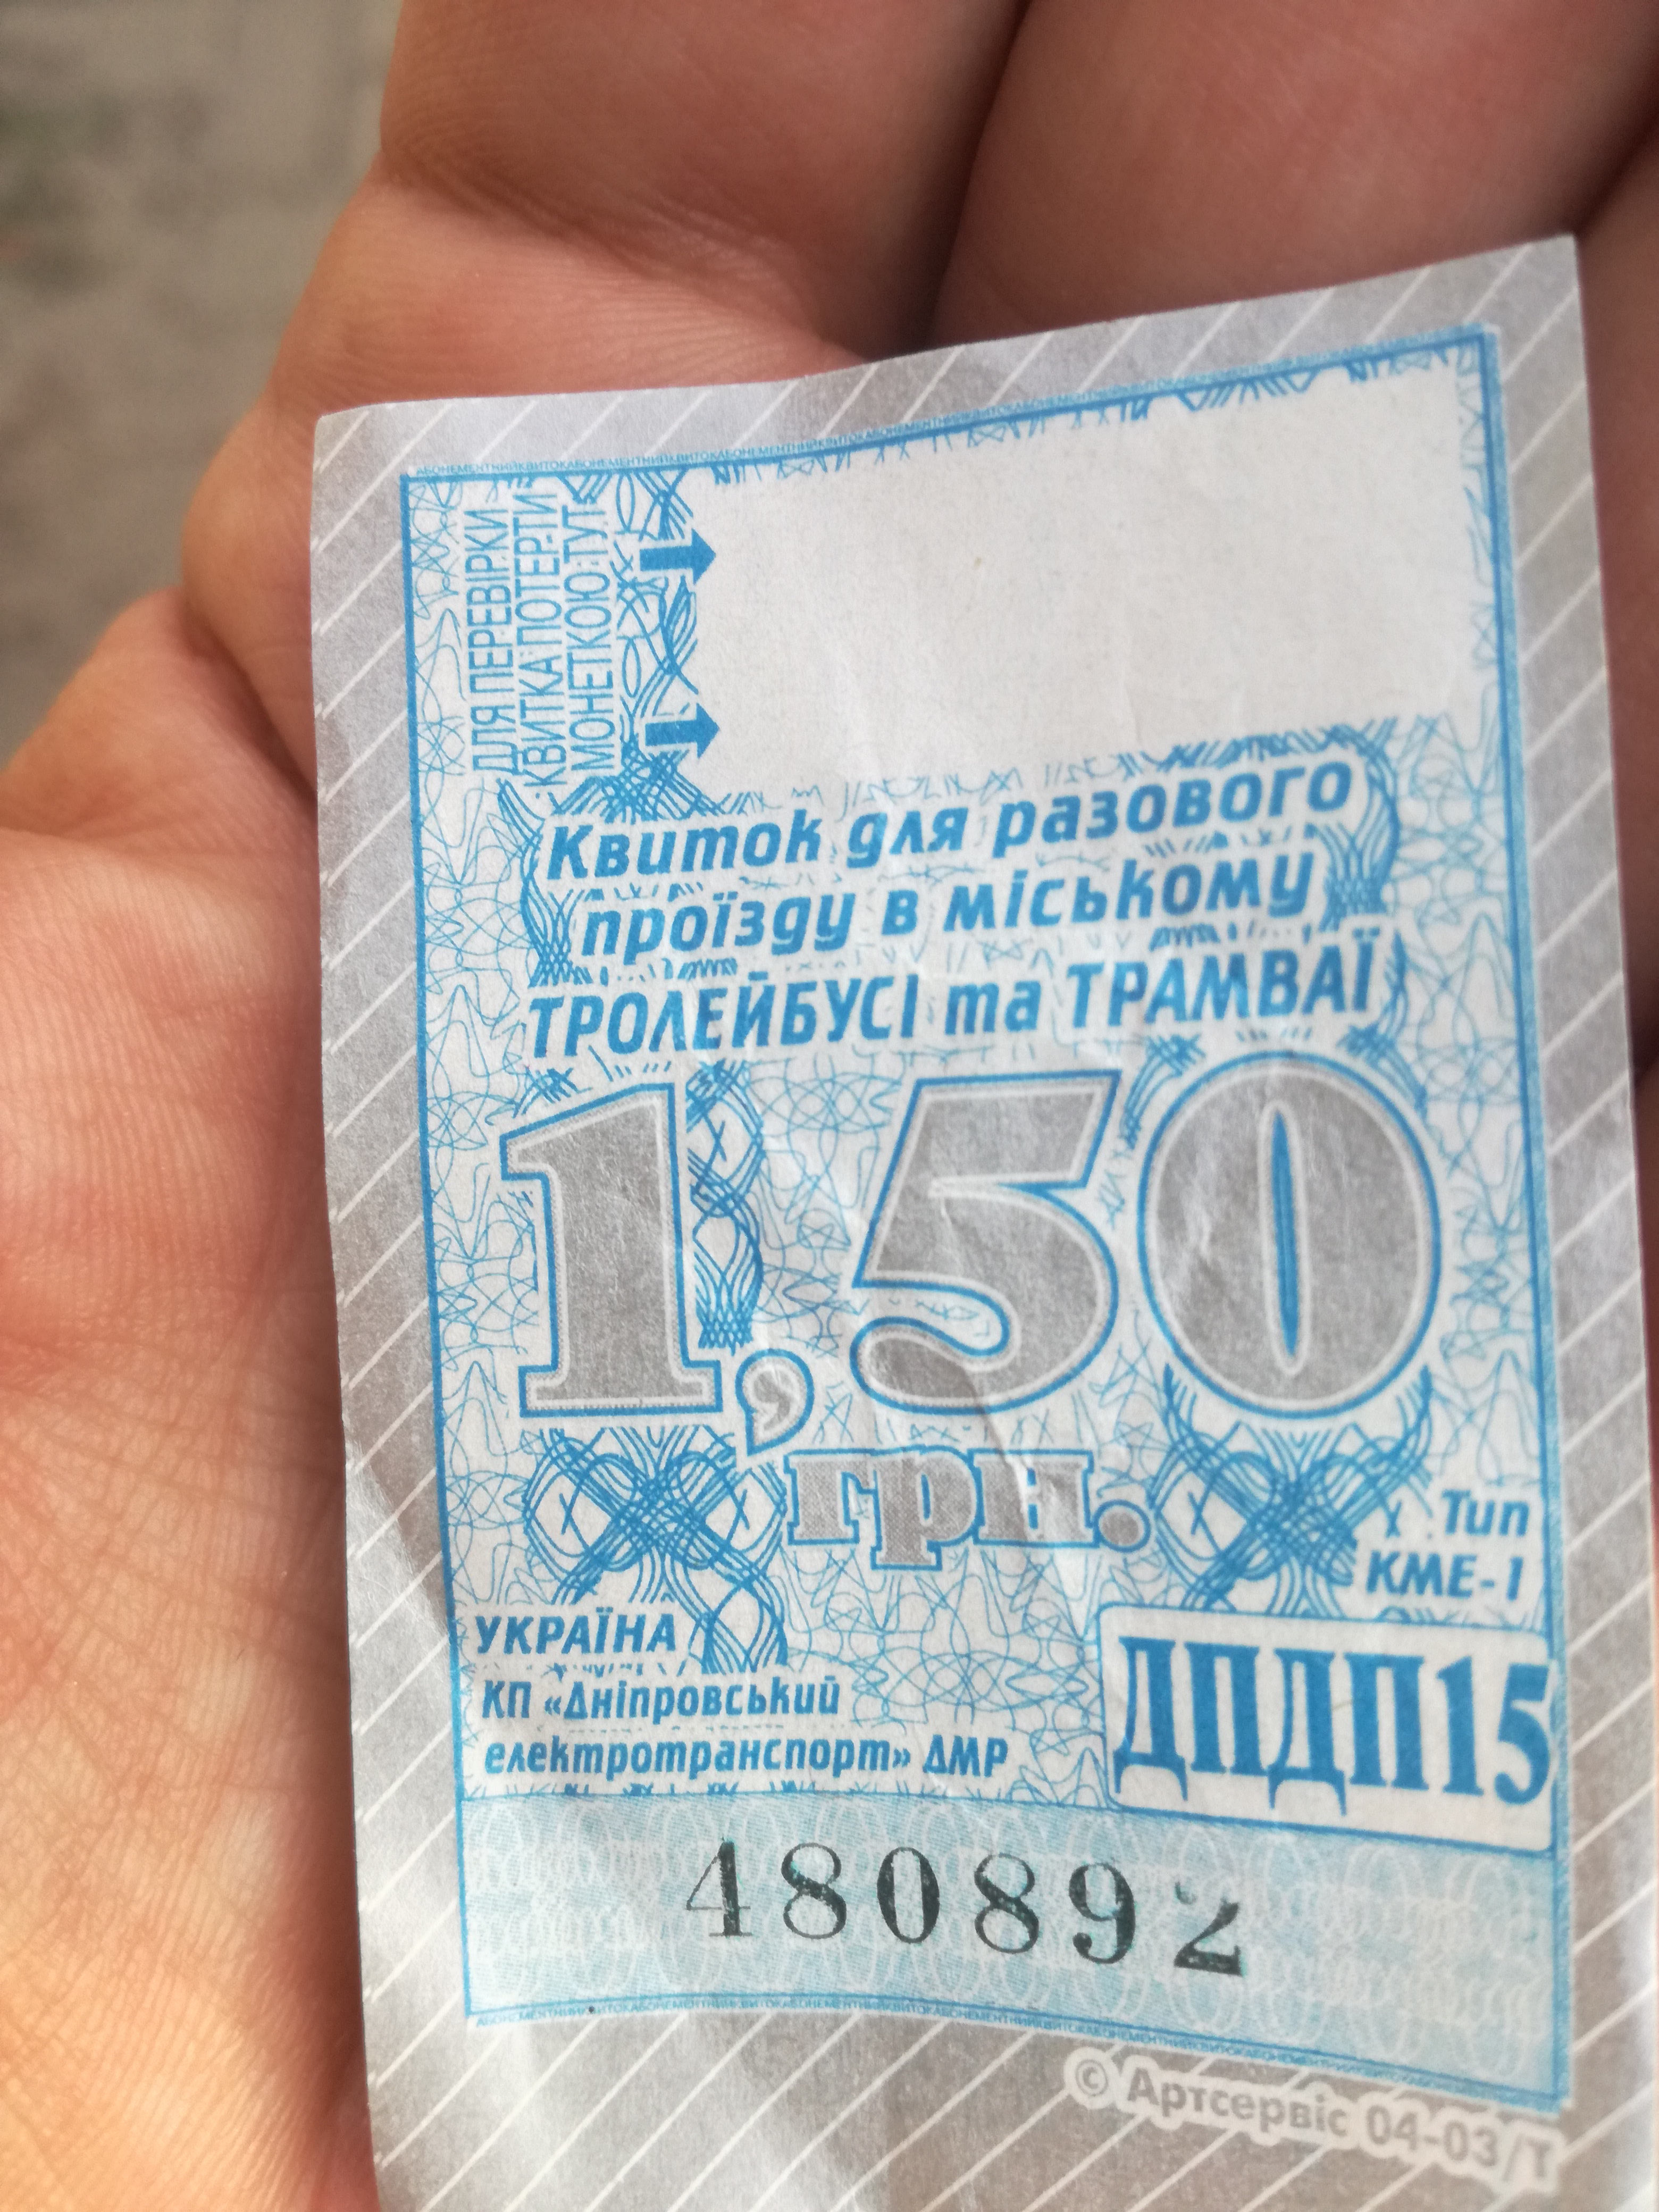 АБОНЕМЕНТНИЙКВИТОКАБОНЕМЕНТНИЙКВИТОКАБОНЕМЕНТНИЙКВИТОК
ДЛЯ ПЕРЕВІРКИ
КВИТКА ПОТЕРТИ
МОНЕТКОЮ ТУТ
Квиток для разового
проїзду в міському
ТРОЛЕЙБУСІ та ТРАМВАЇ
1,50
грн.
Тип
КМЕ-1
УКРАЇНА
КП «Дніпровський
електротранспорт» ДМР
ДПДП15
480892
© Артсервіс 04-03/Т